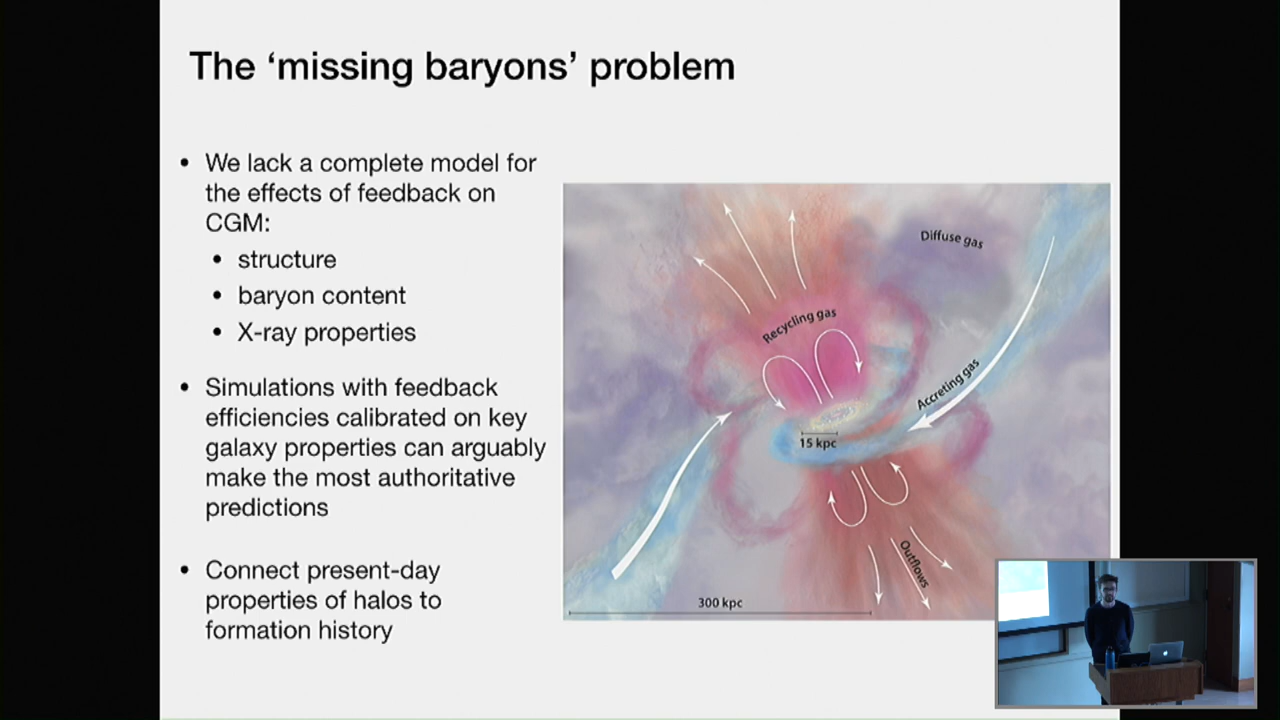 The ‘missing baryons’ problem
• We lack a complete model for
the effects of feedback on
CGM:
• structure
• baryon content
• X-ray properties
• Simulations with feedback
efficiencies calibrated on key
galaxy properties can arguably
make the most authoritative
predictions
• Connect present-day
properties of halos to
formation history
Diffuse gas
Recycling gas
Accreting gas
15 kpc
Outflows
300 kpc